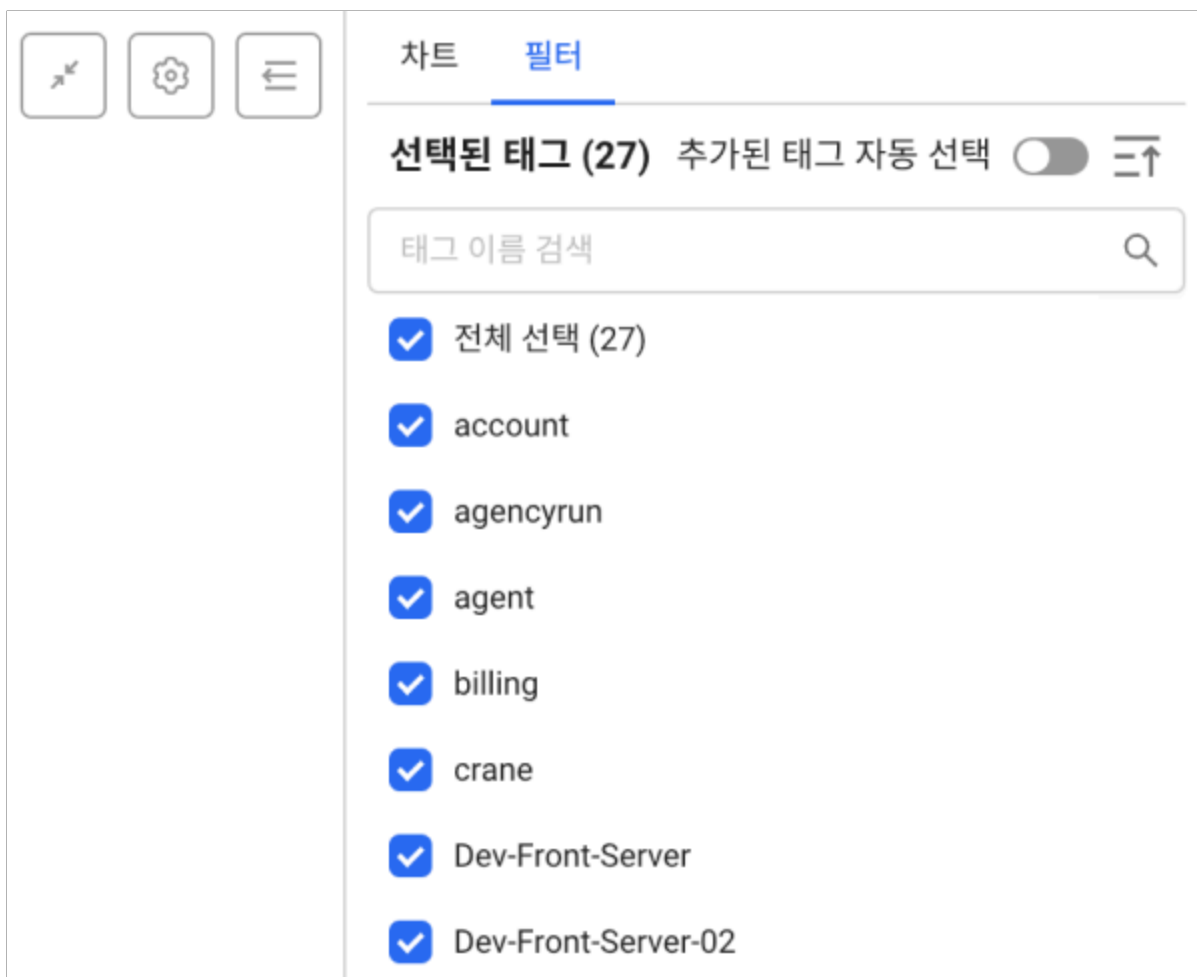 차트 필터
선택된 태그 (27) 추가된 태그 자동 선택
태그 이름 검색
전체 선택 (27)
account
agencyrun
agent
billing
crane
Dev-Front-Server
Dev-Front-Server-02